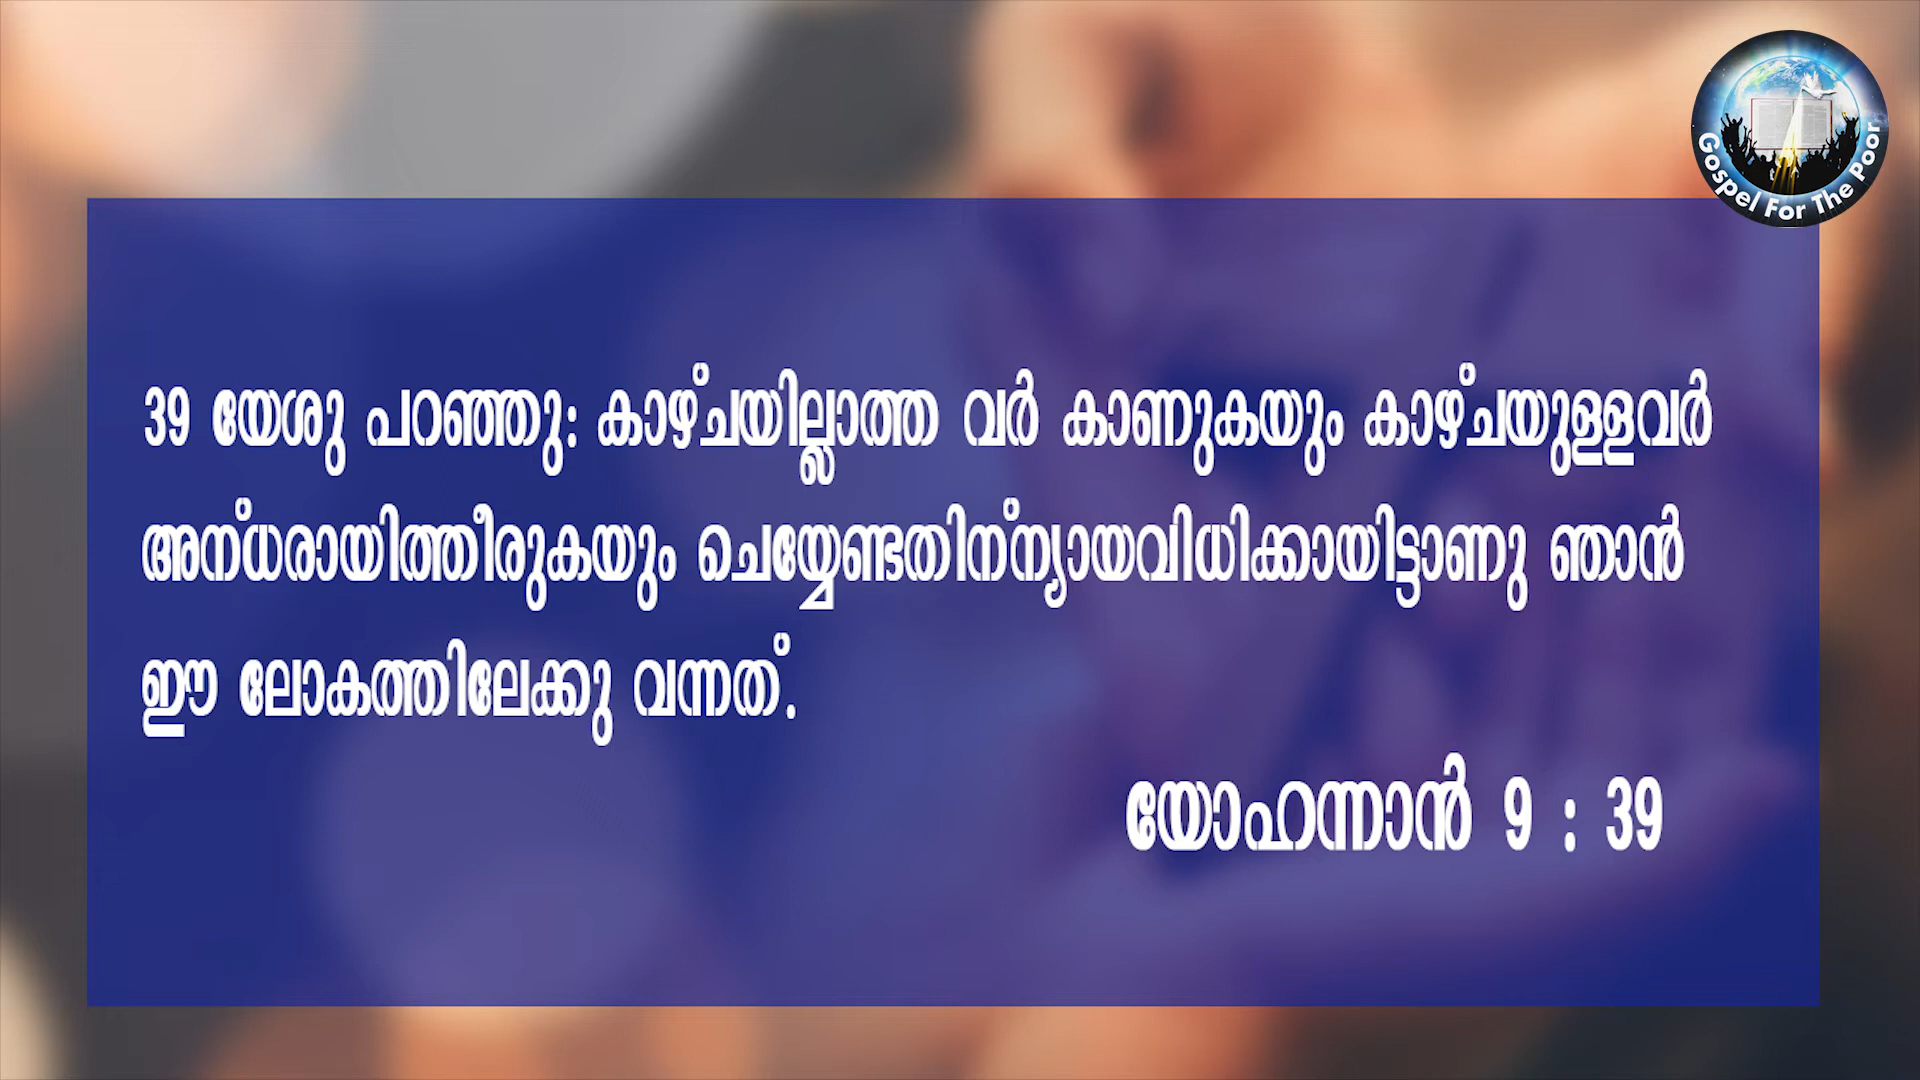 Gospel For The Poor
39 യേശു പറഞ്ഞു: കാഴ്ചയില്ലാത്ത വർ കാണുകയും കാഴ്ചയുള്ളവർ
അന്ധരായിത്തീരുകയും ചെയ്യേണ്ടതിന്ന്യായവിധിക്കായിട്ടാണു ഞാൻ
ഈ ലോകത്തിലേക്കു വന്നത്.
യോഹന്നാൻ 9 : 39